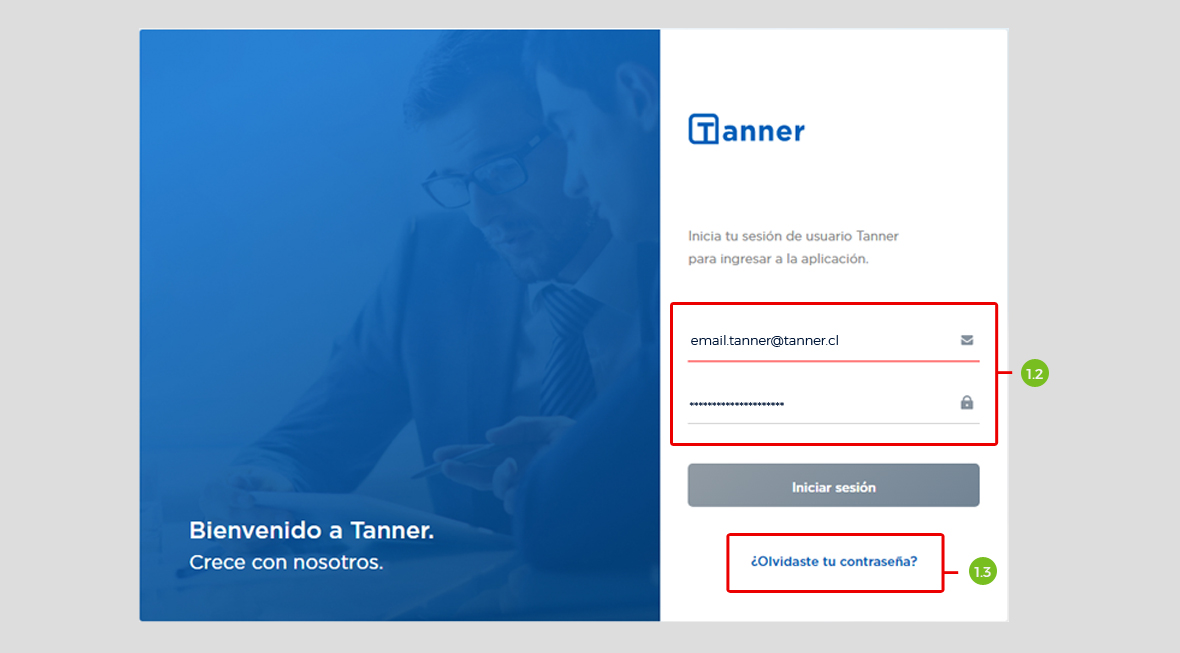 Tanner
Inicia tu sesión de usuario Tanner
para ingresar a la aplicación.
email.tanner@tanner.cl
*********************
1.2
Iniciar sesión
¿Olvidaste tu contraseña?
1.3
Bienvenido a Tanner.
Crece con nosotros.